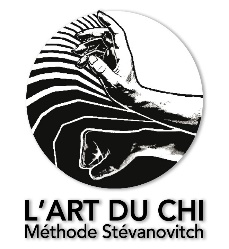 L'ART DU CHI
Méthode Stévanovitch